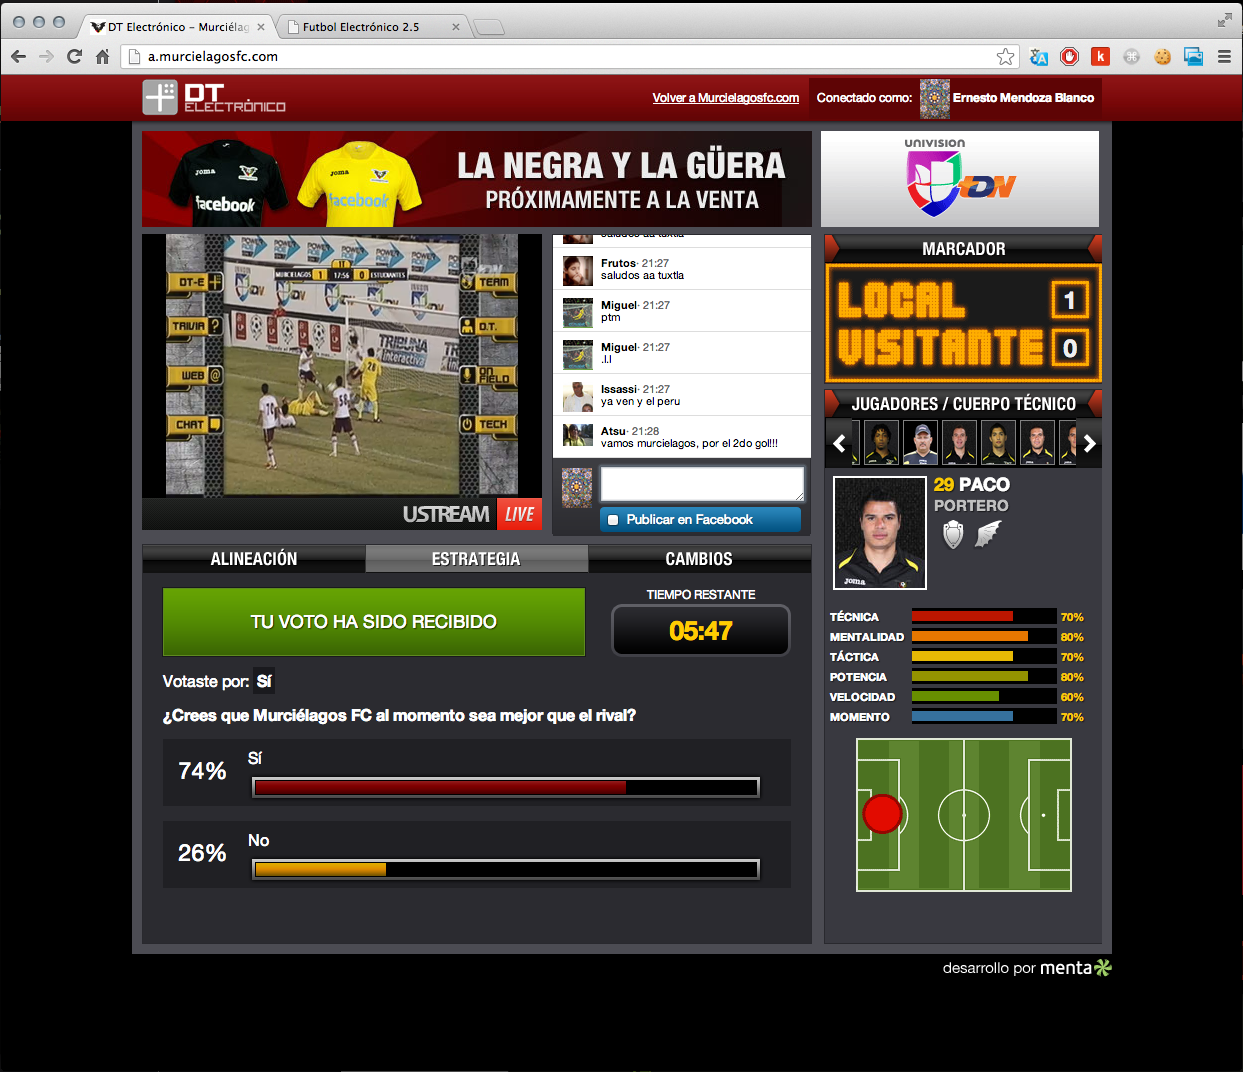 DT Electrónico – Murciélag
Futbol Electrónico 2.5
a.murcielagosfc.com
DT
ELECTRÓNICO
Volver a Murcielagosfc.com
Conectado como:
Ernesto Mendoza Blanco
joma
facebook
joma
facebook
LA NEGRA Y LA GÜERA
PRÓXIMAMENTE A LA VENTA
UNIVISION
TDN
MURCIELAGOS 1 17:56 0 ESTUDIANTES
DT-E
TRIVIA ?
WEB @
CHAT
TEAM
D.T.
ON FIELD
TECH
TRIBUNA
interactiva
USTREAM LIVE
saludos aa tuxtla
Frutos· 21:27
saludos aa tuxtla
Miguel· 21:27
ptm
Miguel· 21:27
.l.l
Issassi· 21:27
ya ven y el peru
Atsu· 21:28
vamos murcielagos, por el 2do gol!!!
Publicar en Facebook
MARCADOR
LOCAL 1
VISITANTE 0
JUGADORES / CUERPO TÉCNICO
29 PACO
PORTERO
joma
TÉCNICA 70%
MENTALIDAD 80%
TÁCTICA 70%
POTENCIA 80%
VELOCIDAD 60%
MOMENTO 70%
ALINEACIÓN
ESTRATEGIA
CAMBIOS
TU VOTO HA SIDO RECIBIDO
TIEMPO RESTANTE
05:47
Votaste por: Sí
¿Crees que Murciélagos FC al momento sea mejor que el rival?
74% Sí
26% No
desarrollo por menta